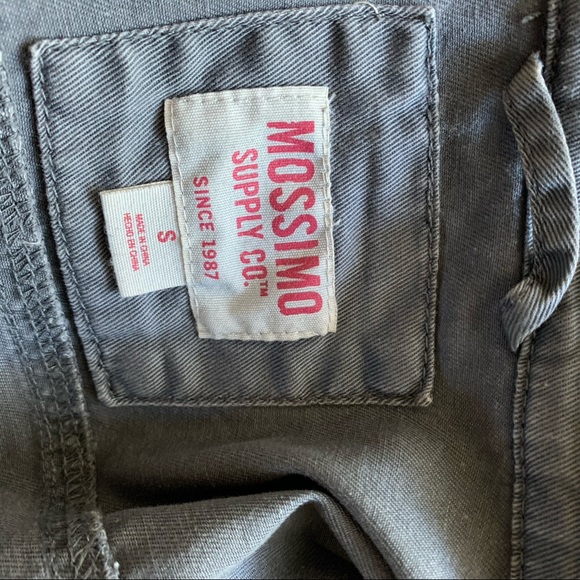 MOSSIMO
SUPPLY CO.™
SINCE 1987
S
MADE IN CHINA
HECHO EN CHINA